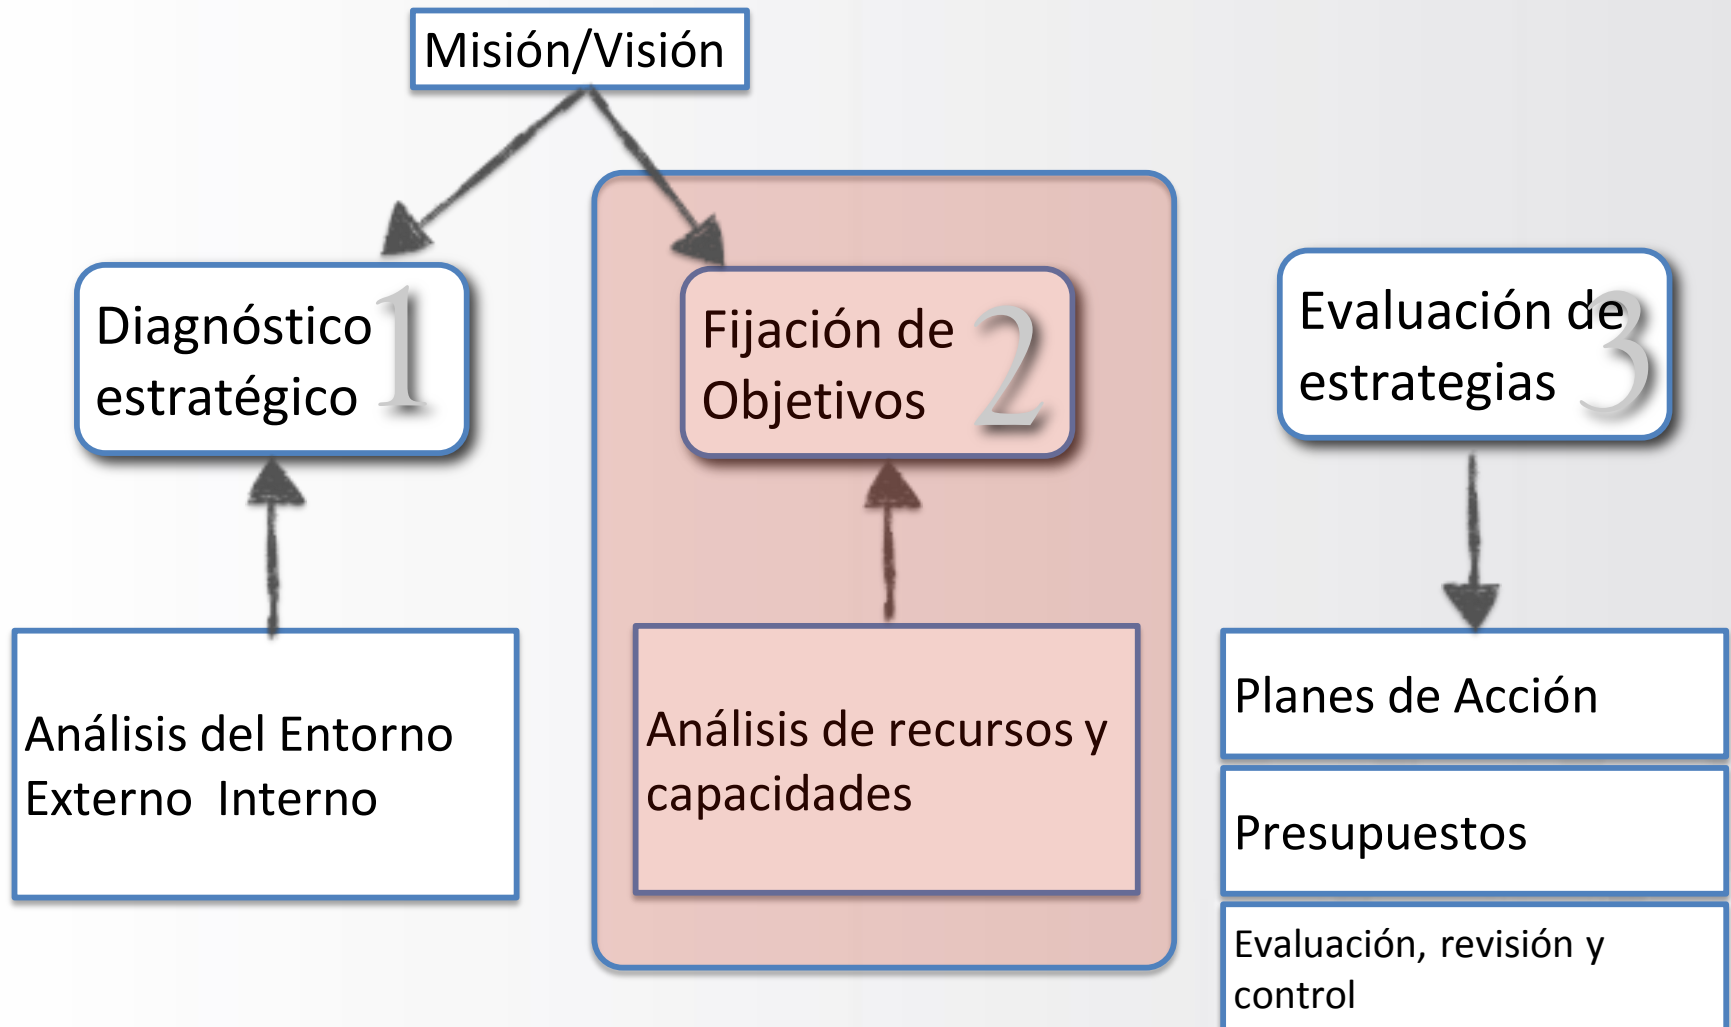 Misión/Visión
Diagnóstico
estratégico
1
Fijación de
Objetivos
2
Evaluación de
estrategias
3
Análisis del Entorno
Externo  Interno
Análisis de recursos y
capacidades
Planes de Acción
Presupuestos
Evaluación, revisión y
control